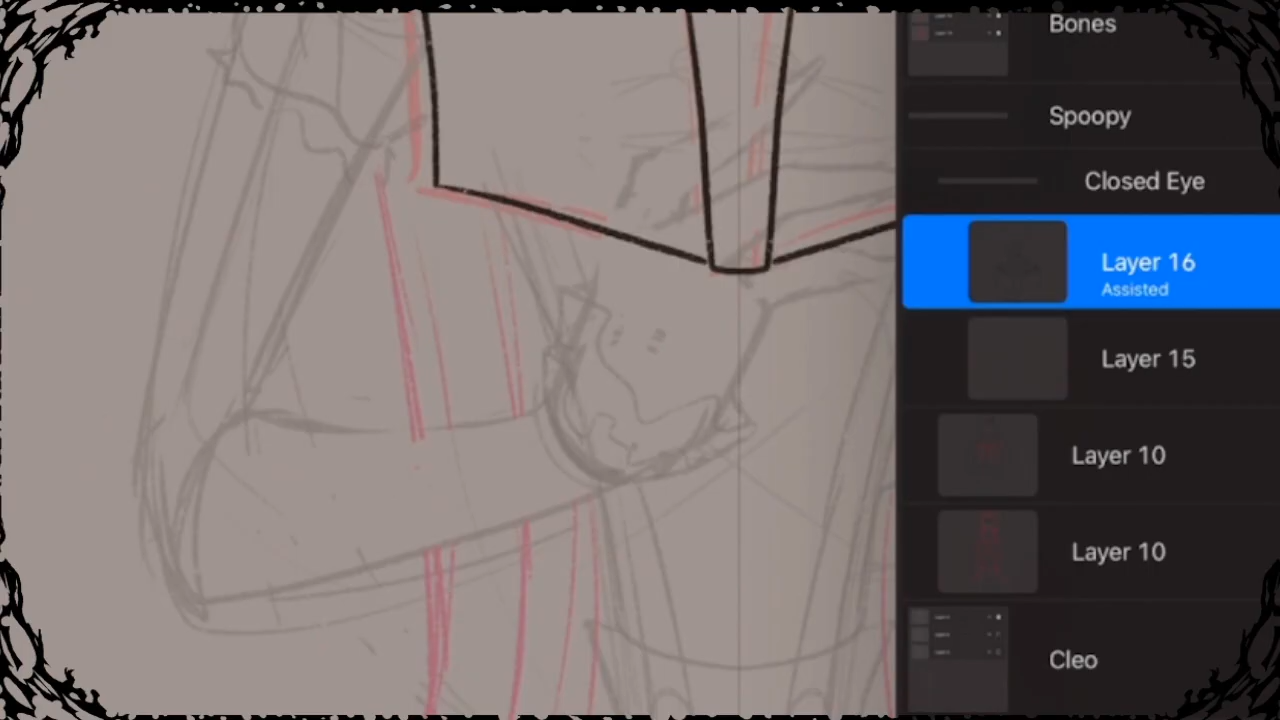 Bones
Spoopy
Closed Eye
Layer 16
Assisted
Layer 15
Layer 10
Layer 10
Cleo